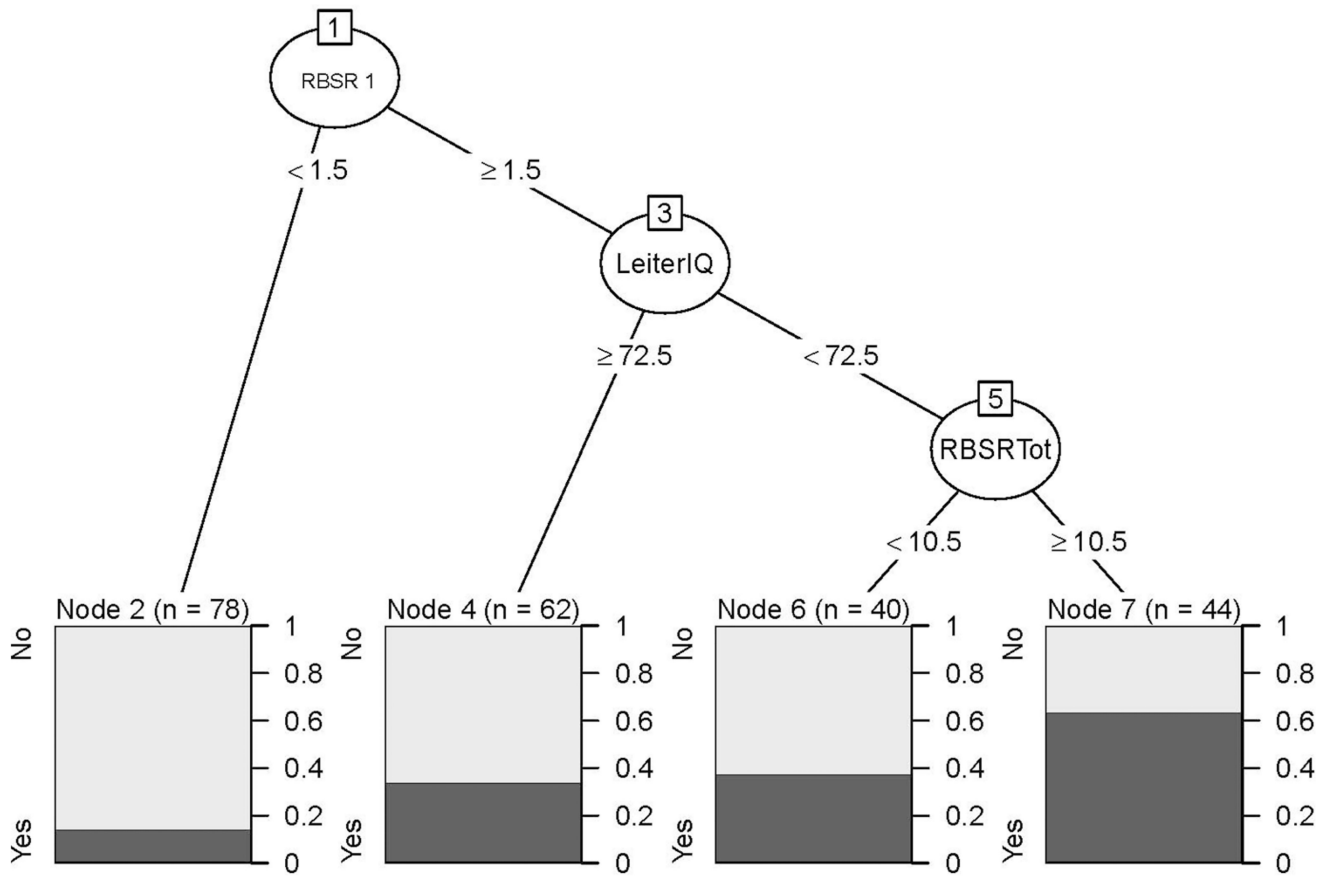 1
RBSR 1
< 1.5
≥ 1.5
3
LeiterIQ
≥ 72.5
< 72.5
5
RBSRTot
< 10.5
≥ 10.5
Node 2 (n = 78)
No
Yes
1
0.8
0.6
0.4
0.2
0
Node 4 (n = 62)
No
Yes
1
0.8
0.6
0.4
0.2
0
Node 6 (n = 40)
No
Yes
1
0.8
0.6
0.4
0.2
0
Node 7 (n = 44)
No
Yes
1
0.8
0.6
0.4
0.2
0